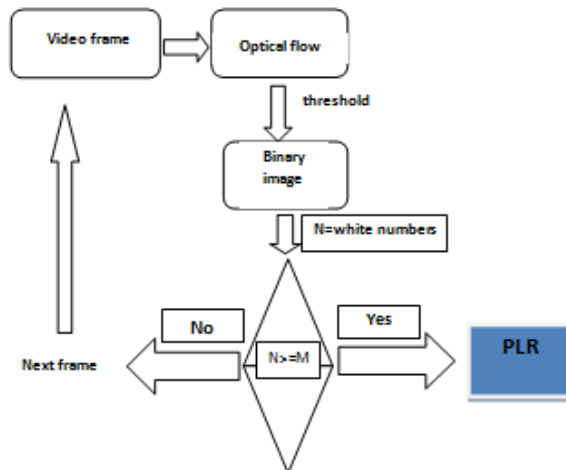 Video frame
Optical flow
threshold
Binary
image
N=white numbers
No
Yes
N>=M
PLR
Next frame